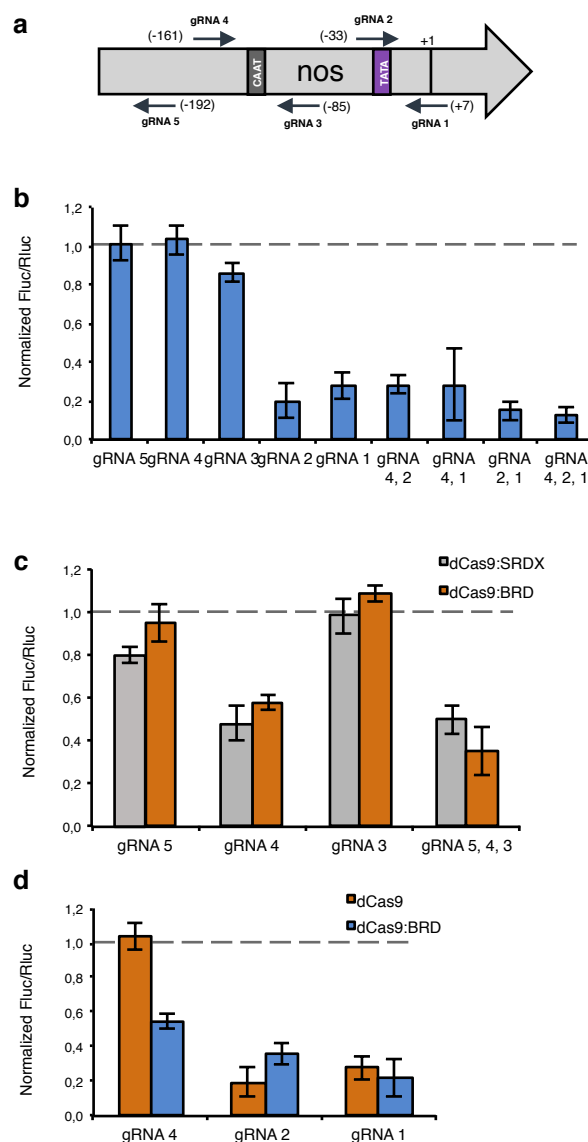 a
gRNA 4
gRNA 2
(-161)
(-33)
+1
CAAT
nos
TATA
(-192)
(-85)
(+7)
gRNA 5
gRNA 3
gRNA 1
b
Normalized Fluc/Rluc
1,2
1,0
0,8
0,6
0,4
0,2
0,0
gRNA 5 gRNA 4 gRNA 3 gRNA 2 gRNA 1 gRNA gRNA gRNA gRNA
4, 2 4, 1 2, 1 4, 2, 1
c
dCas9:SRDX
dCas9:BRD
Normalized Fluc/Rluc
1,2
1,0
0,8
0,6
0,4
0,2
0,0
gRNA 5 gRNA 4 gRNA 3 gRNA 5, 4, 3
d
dCas9
dCas9:BRD
Normalized Fluc/Rluc
1,2
1,0
0,8
0,6
0,4
0,2
0,0
gRNA 4 gRNA 2 gRNA 1